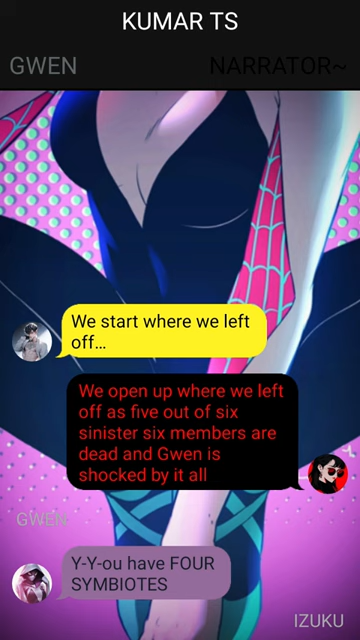 KUMAR TS
GWEN
NARRATOR~
We start where we left
off...
We open up where we left
off as five out of six
sinister six members are
dead and Gwen is
shocked by it all
GWEN
Y-Y-ou have FOUR
SYMBIOTES
IZUKU